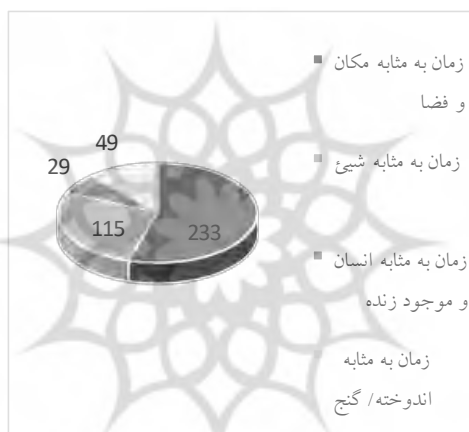 زمان به مثابه مکان
و فضا
زمان به مثابه شیئ
زمان به مثابه انسان
و موجود زنده
زمان به مثابه
اندوخته/ گنج
49
29
115
233